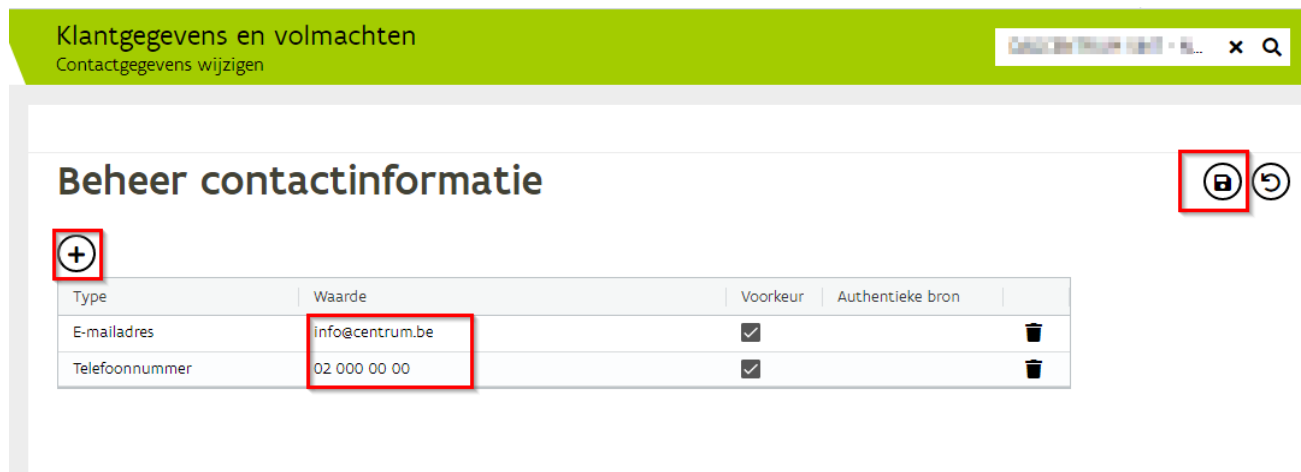 Klantgegevens en volmachten
Contactgegevens wijzigen
Beheer contactinformatie
Type Waarde Voorkeur Authentieke bron
E-mailadres info@centrum.be
Telefoonnummer 02 000 00 00